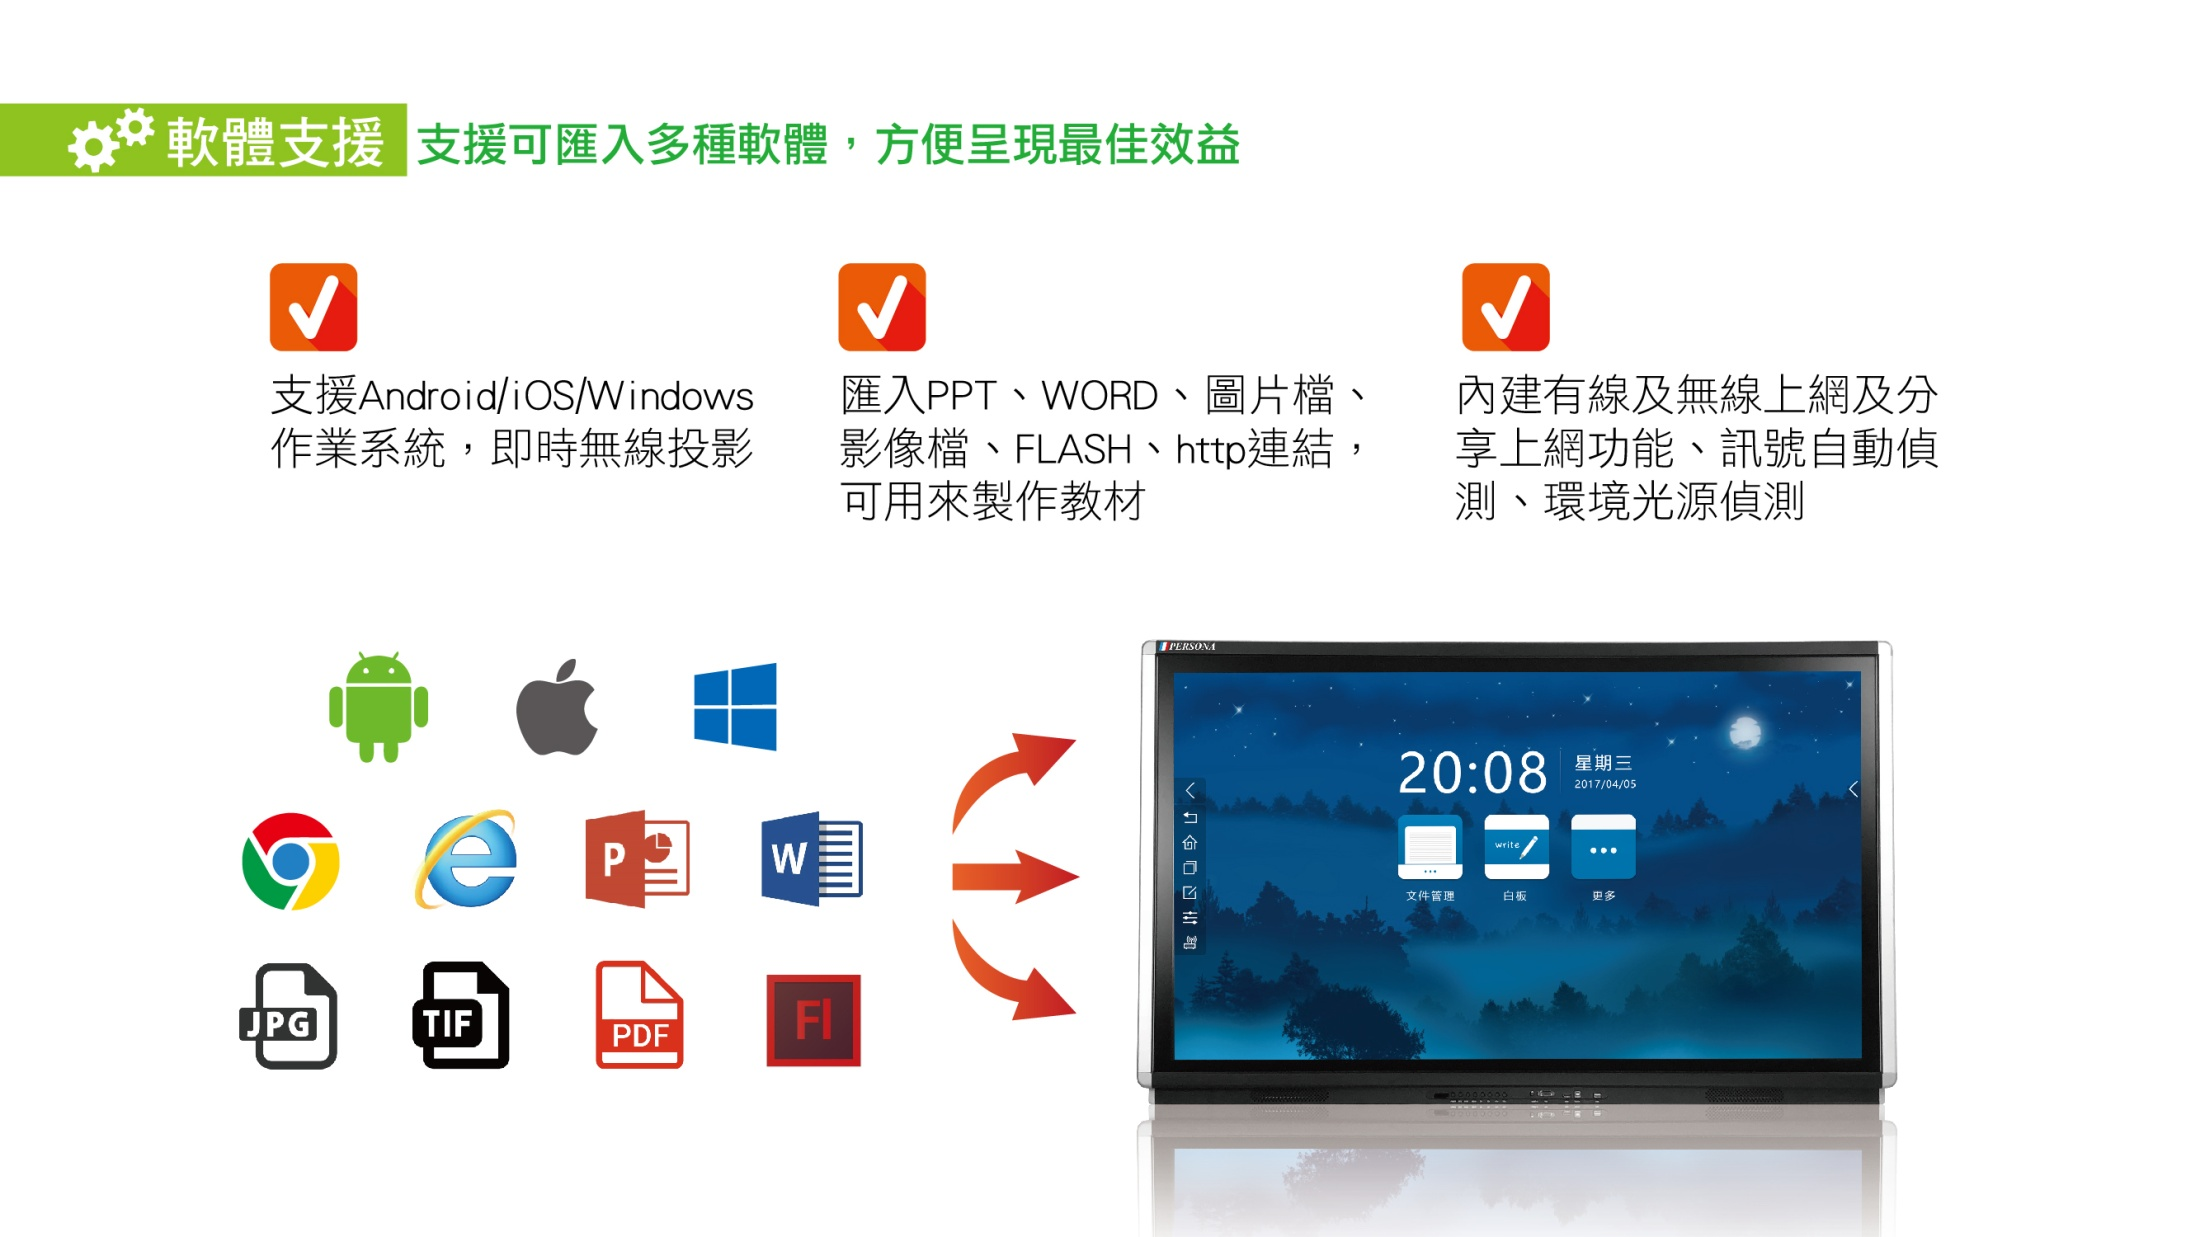 軟體支援 支援可匯入多種軟體，方便呈現最佳效益
支援Android/iOS/Windows
作業系統，即時無線投影
匯入PPT、WORD、圖片檔、
影像檔、FLASH、http連結，
可用來製作教材
內建有線及無線上網及分
享上網功能、訊號自動偵
測、環境光源偵測
P
W
JPG
TIF
PDF
Fl
PERSONA
20:08
星期三
2017/04/05
write
文件管理
白板
更多